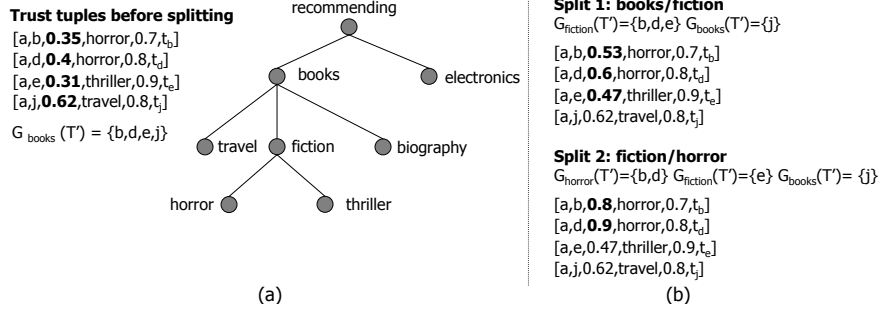 Trust tuples before splitting
[a,b,0.35,horror,0.7,t_b]
[a,d,0.4,horror,0.8,t_d]
[a,e,0.31,thriller,0.9,t_e]
[a,j,0.62,travel,0.8,t_j]
G_books (T') = {b,d,e,j}
recommending
books
electronics
travel
fiction
biography
horror
thriller
(a)
Split 1: books/fiction
G_fiction(T')={b,d,e} G_books(T')={j}
[a,b,0.53,horror,0.7,t_b]
[a,d,0.6,horror,0.8,t_d]
[a,e,0.47,thriller,0.9,t_e]
[a,j,0.62,travel,0.8,t_j]
Split 2: fiction/horror
G_horror(T')={b,d} G_fiction(T')={e} G_books(T')= {j}
[a,b,0.8,horror,0.7,t_b]
[a,d,0.9,horror,0.8,t_d]
[a,e,0.47,thriller,0.9,t_e]
[a,j,0.62,travel,0.8,t_j]
(b)